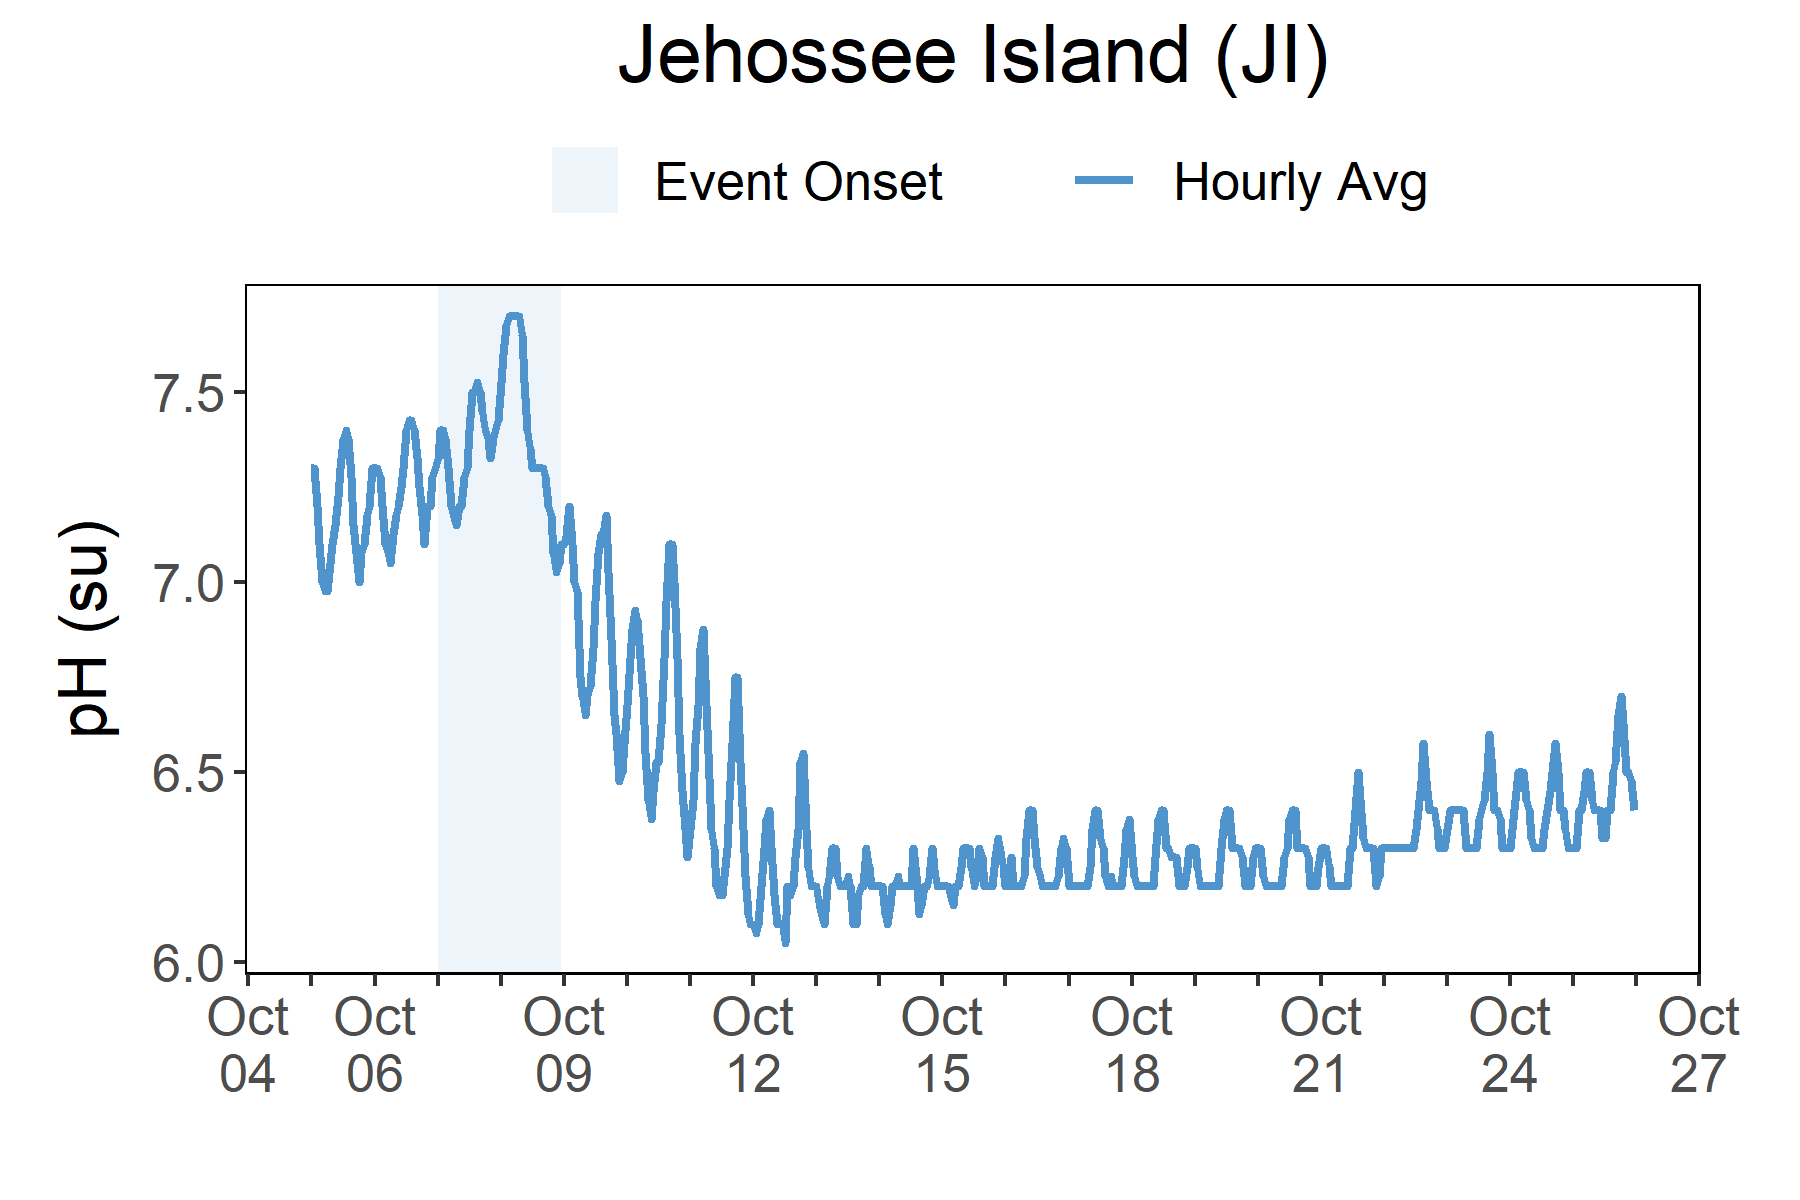 Jehossee Island (JI)
Event Onset
Hourly Avg
pH (su)
7.5
7.0
6.5
6.0
Oct 04
Oct 06
Oct 09
Oct 12
Oct 15
Oct 18
Oct 21
Oct 24
Oct 27